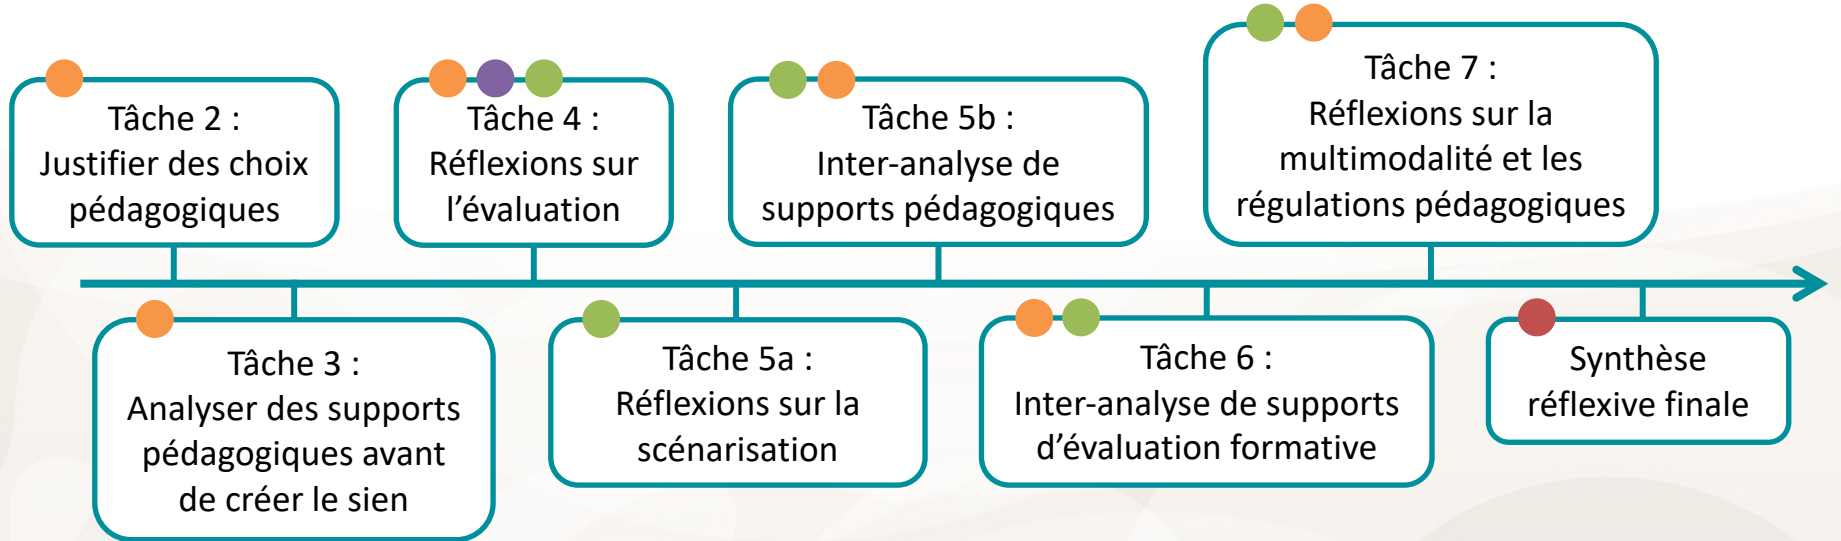 Tâche 2 :
Justifier des choix
pédagogiques
Tâche 3 :
Analyser des supports
pédagogiques avant
de créer le sien
Tâche 4 :
Réflexions sur
l’évaluation
Tâche 5a :
Réflexions sur la
scénarisation
Tâche 5b :
Inter-analyse de
supports pédagogiques
Tâche 6 :
Inter-analyse de supports
d’évaluation formative
Tâche 7 :
Réflexions sur la
multimodalité et les
régulations pédagogiques
Synthèse
réflexive finale